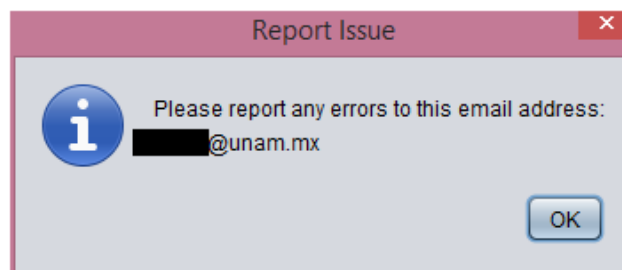 Report Issue
Please report any errors to this email address:
@unam.mx
OK